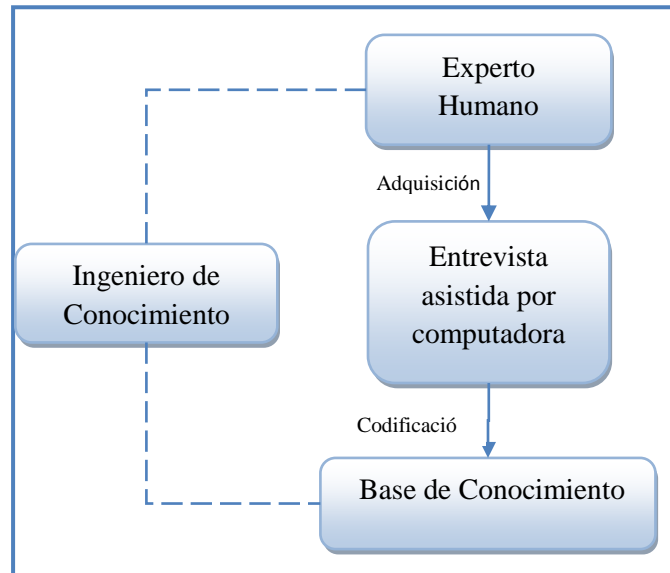 Experto
Humano
Adquisición
Entrevista
asistida por
computadora
Ingeniero de
Conocimiento
Codificació
Base de Conocimiento